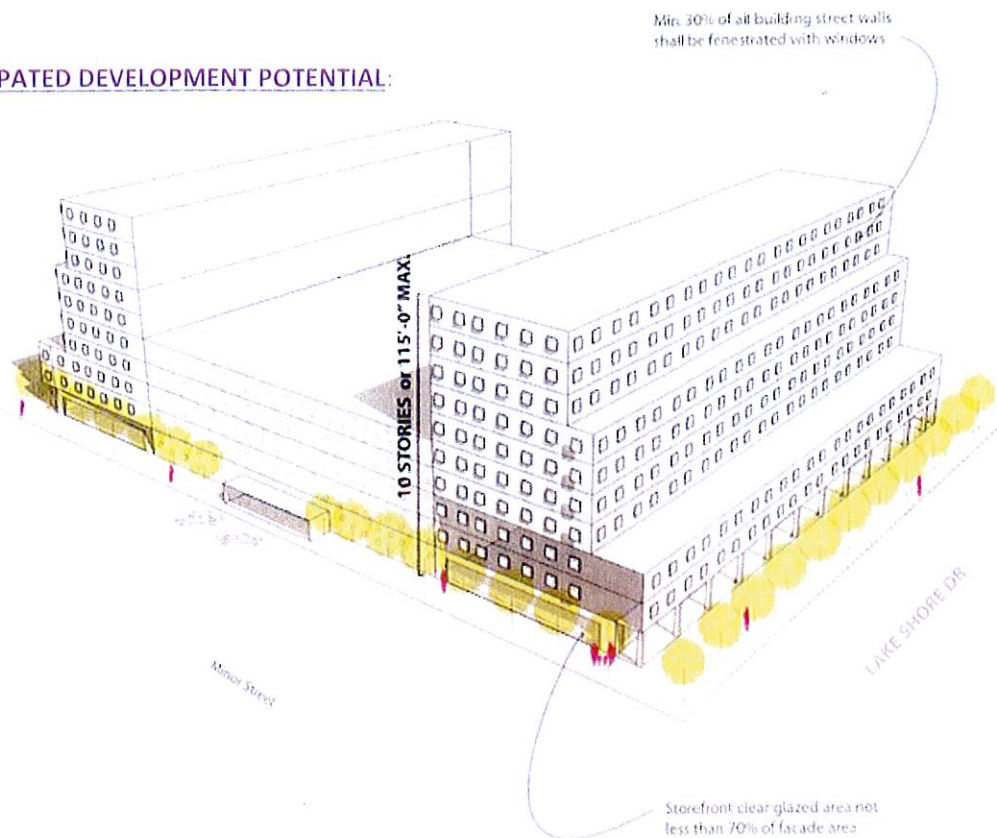 Min. 30% of all building street walls
shall be fenestrated with windows
PATED DEVELOPMENT POTENTIAL:
10 STORIES or 115'-0" MAX.
LAKE SHORE DR
Minor Street
Storefront clear glazed area not
less than 70% of facade area